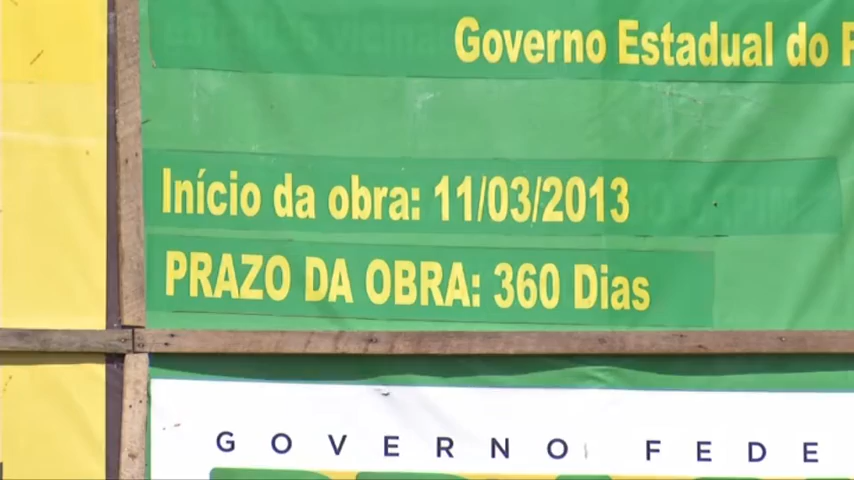 Governo Estadual do
Início da obra: 11/03/2013
PRAZO DA OBRA: 360 Dias
GOVERNO FEDE